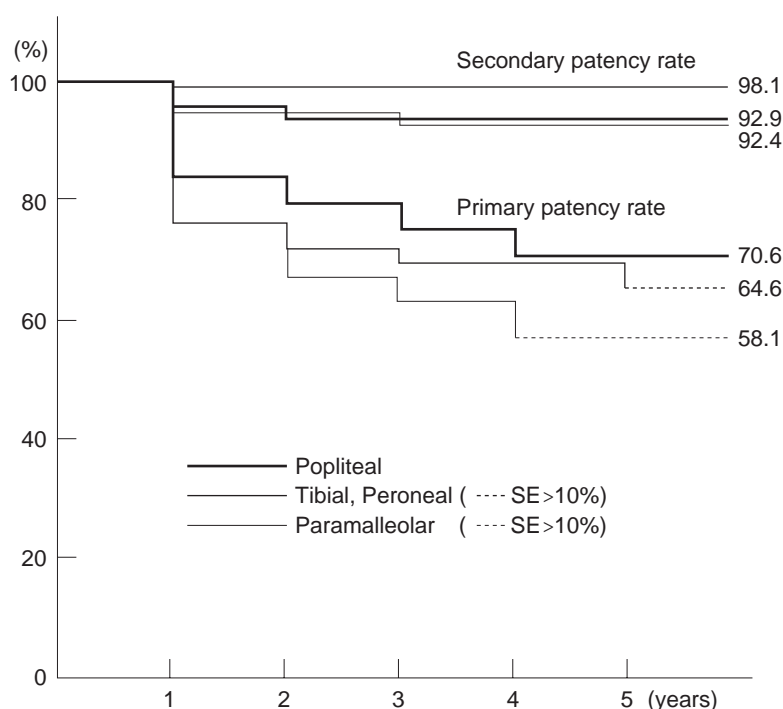 (%)
Secondary patency rate
100
98.1
92.9
92.4
80
Primary patency rate
70.6
64.6
60
58.1
40
Popliteal
Tibial, Peroneal ( ---- SE>10%)
Paramalleolar ( ---- SE>10%)
20
0
1 2 3 4 5 (years)